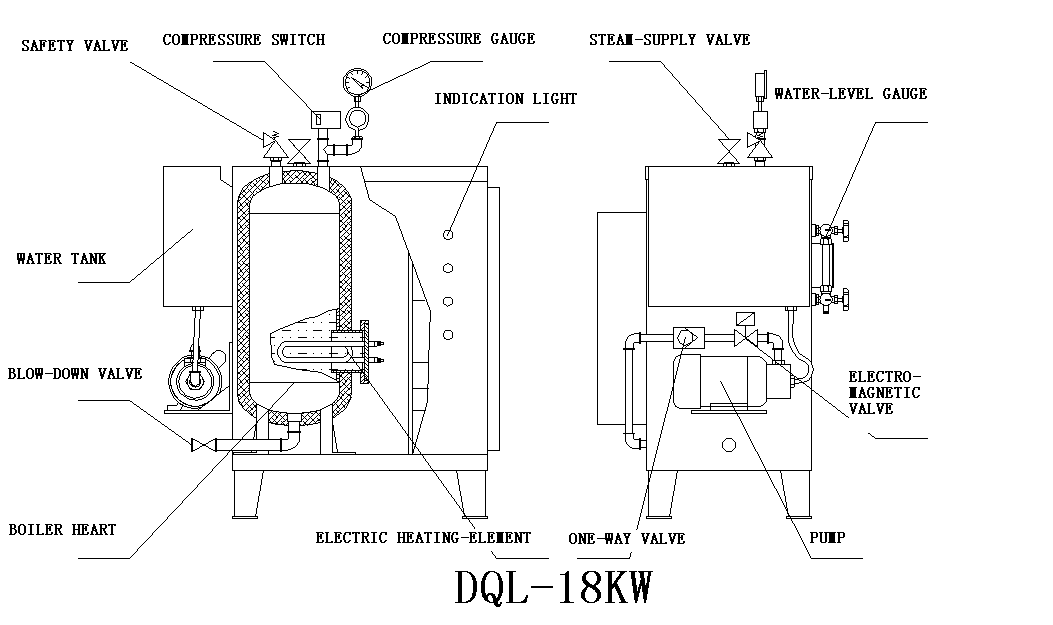 SAFETY VALVE
COMPRESSURE SWITCH
COMPRESSURE GAUGE
STEAM-SUPPLY VALVE
INDICATION LIGHT
WATER-LEVEL GAUGE
WATER TANK
BLOW-DOWN VALVE
ELECTRO-
MAGNETIC
VALVE
BOILER HEART
ELECTRIC HEATING-ELEMENT
ONE-WAY VALVE
PUMP
DQL-18KW